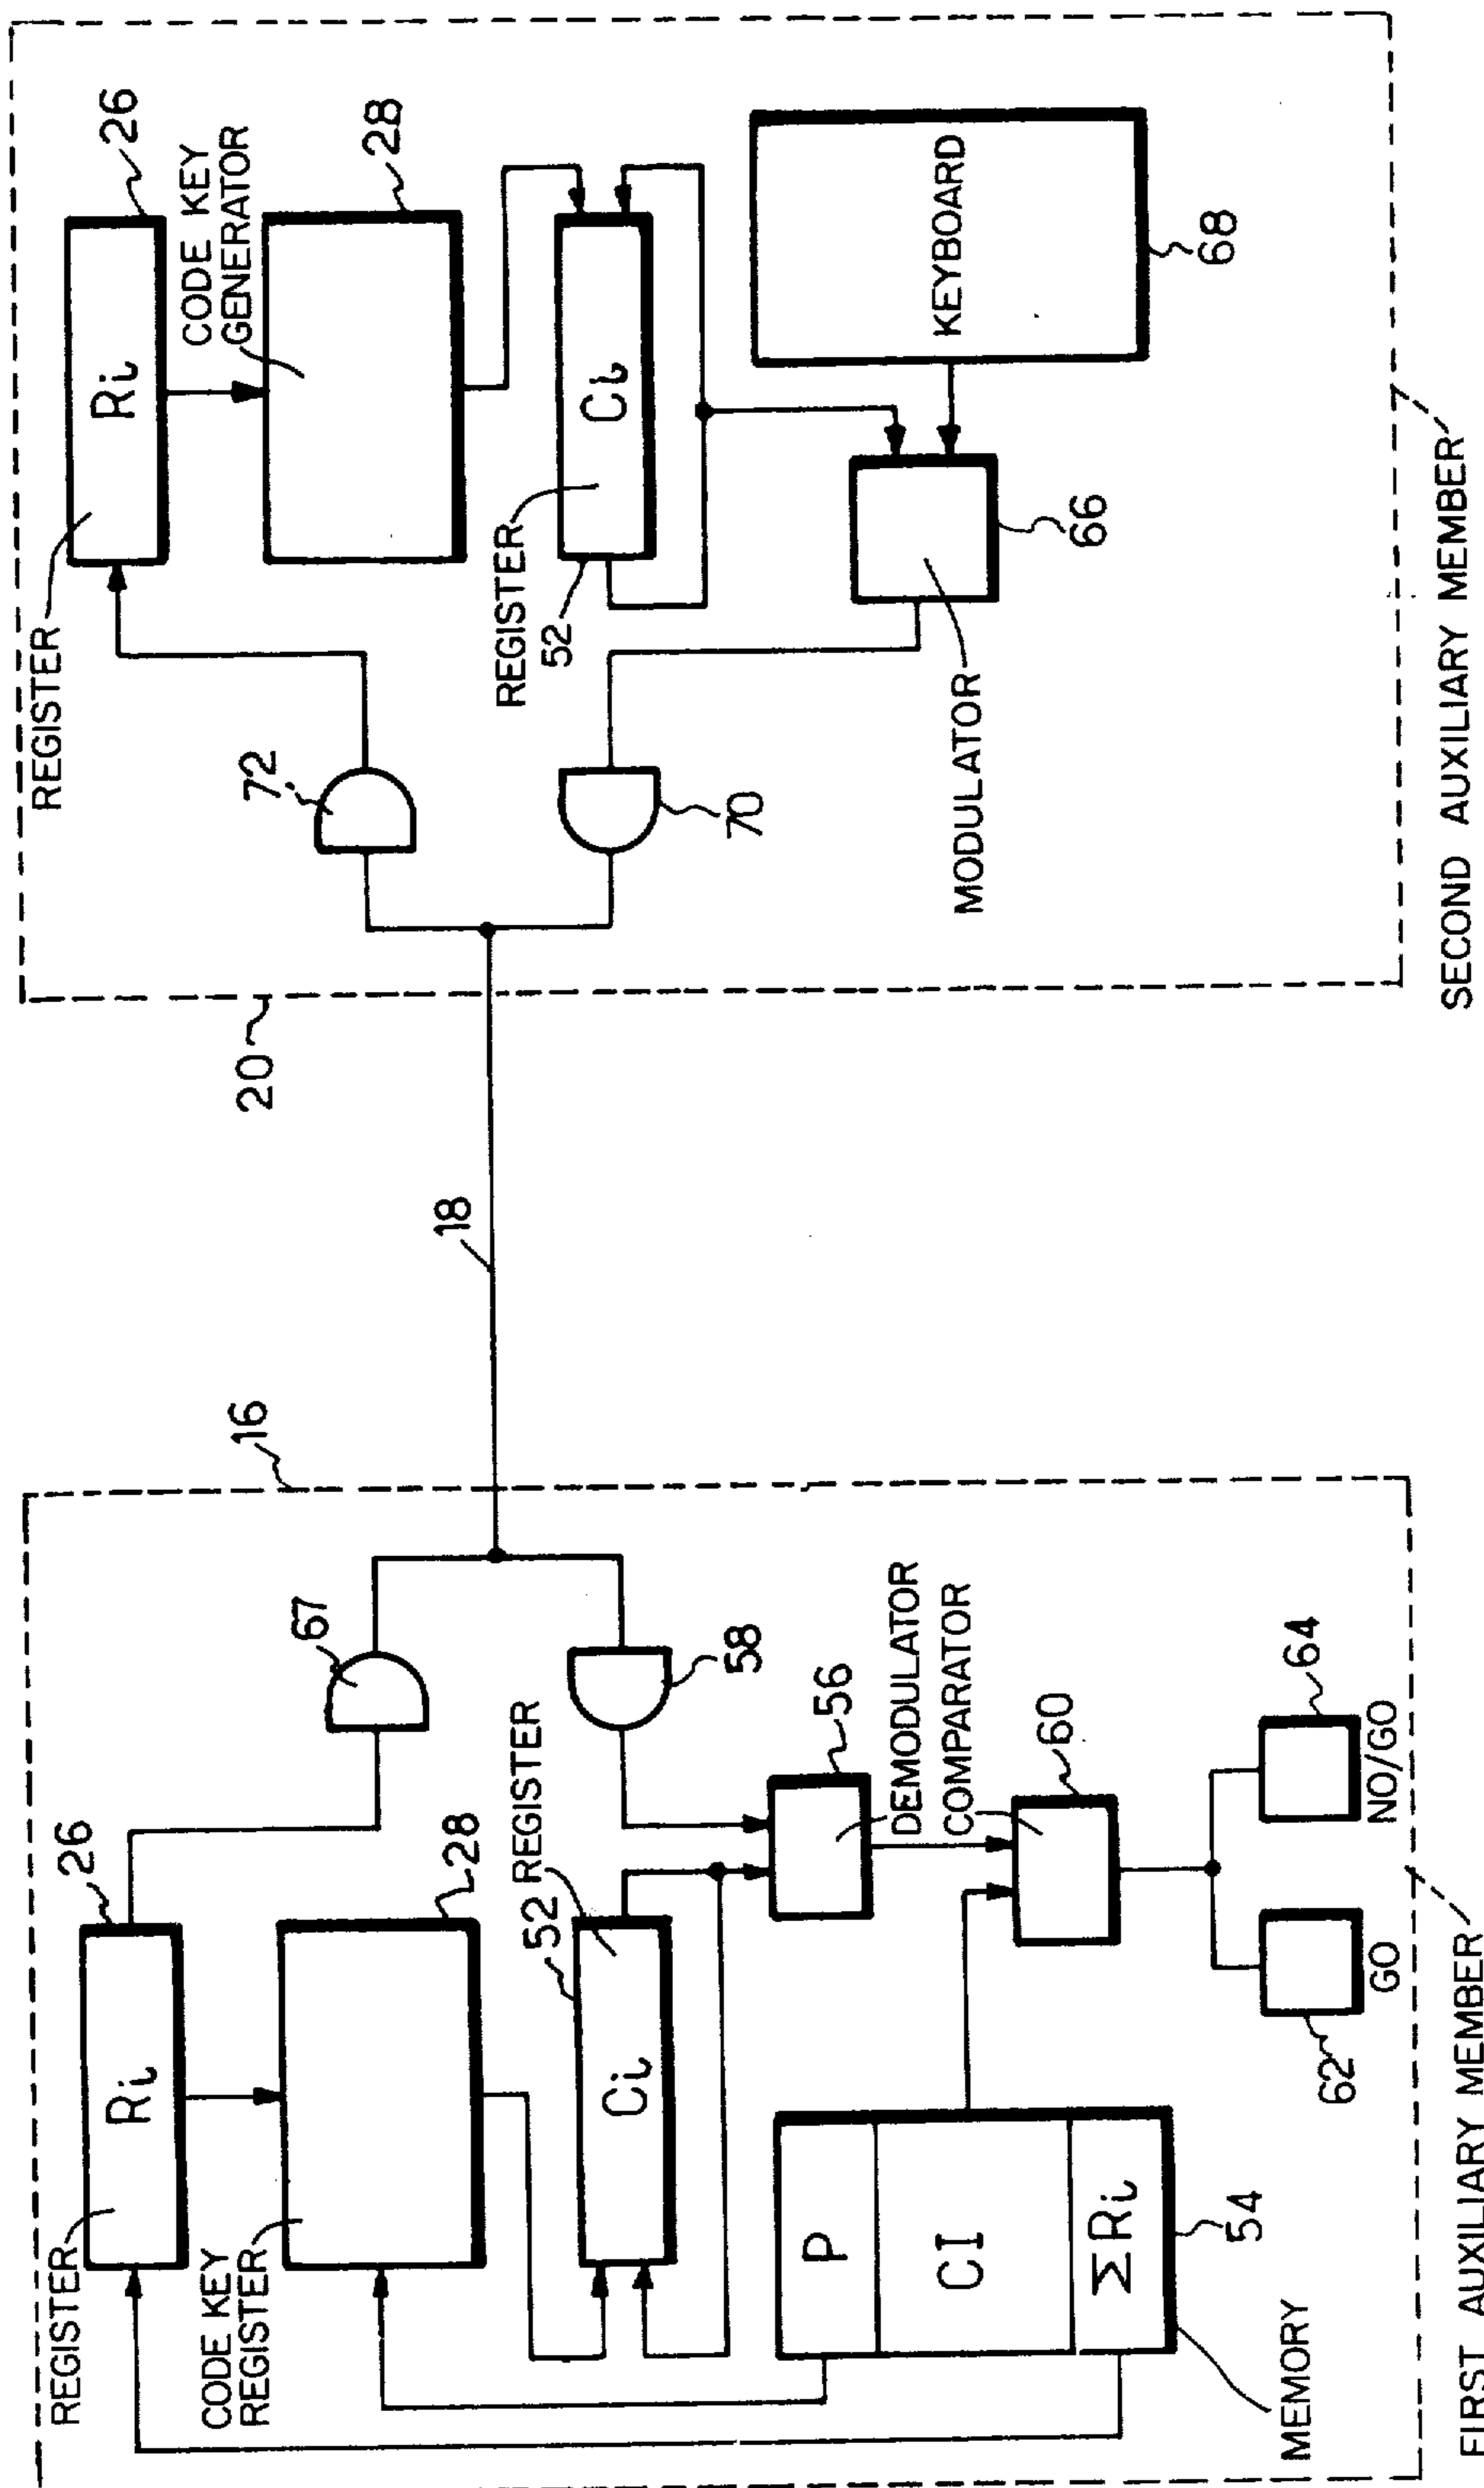 REGISTER
26
Ri
CODE KEY
REGISTER
28
52
REGISTER
Ci
P
CI
ΣRi
54
MEMORY
67
58
56
DEMODULATOR
COMPARATOR
60
62
GO
64
NO/GO
16
18
FIRST AUXILIARY MEMBER
20
REGISTER
26
Ri
CODE KEY
GENERATOR
28
72
REGISTER
52
Ci
70
MODULATOR
66
KEYBOARD
68
SECOND AUXILIARY MEMBER